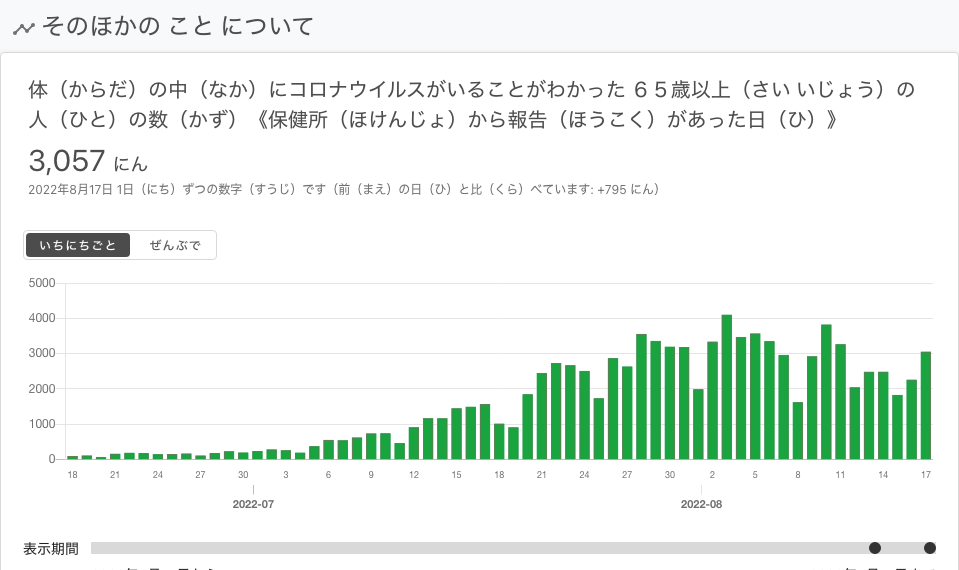 そのほかの こと について
体（からだ）の中（なか）にコロナウイルスがいることがわかった ６５歳以上（さい いじょう）の
人（ひと）の数（かず）《保健所（ほけんじょ）から報告（ほうこく）があった日（ひ）》
3,057 にん
2022年8月17日 1日（にち）ずつの数字（すうじ）です（前（まえ）の日（ひ）と比（くら）べています: +795 にん）
いちにちごと ぜんぶで
5000
4000
3000
2000
1000
0
18 21 24 27 30 3 6 9 12 15 18 21 24 27 30 2 5 8 11 14 17
2022-07 2022-08
表示期間